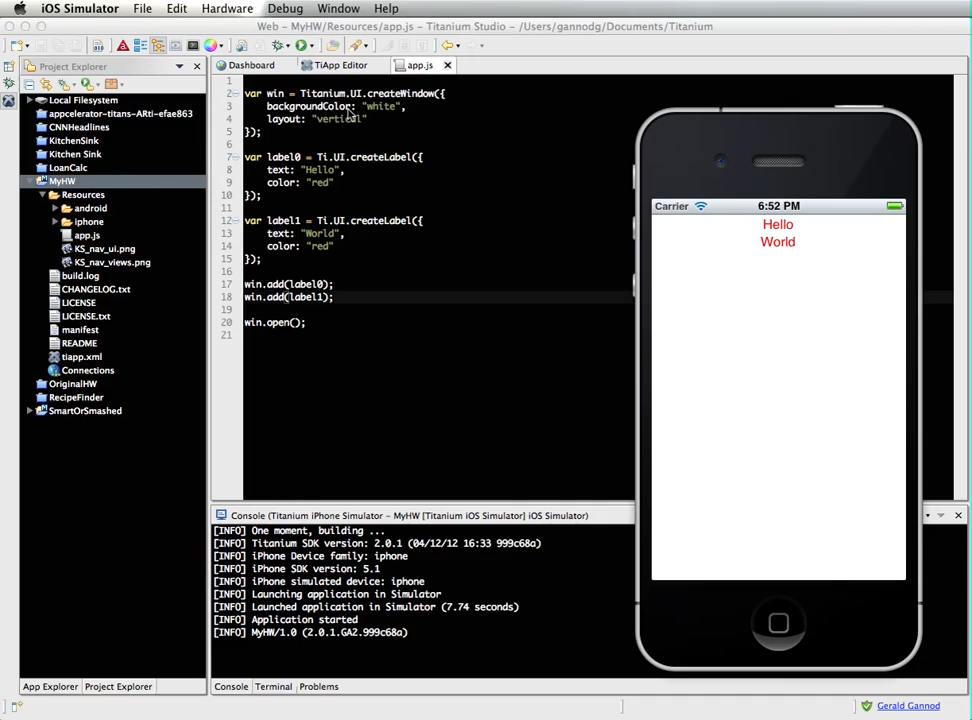 iOS Simulator File Edit Hardware Debug Window Help
Web – MyHW/Resources/app.js – Titanium Studio – /Users/gannodg/Documents/Titanium
Project Explorer
Dashboard TiApp Editor app.js
Local Filesystem
appcelerator-titans-ARti-efae863
CNNHeadlines
KitchenSink
Kitchen Sink
LoanCalc
MyHW
Resources
android
iphone
app.js
KS_nav_ui.png
KS_nav_views.png
build.log
CHANGELOG.txt
LICENSE
LICENSE.txt
manifest
README
tiapp.xml
Connections
OriginalHW
RecipeFinder
SmartOrSmashed
App Explorer Project Explorer
1
2 var win = Titanium.UI.createWindow({
3 backgroundColor: "white",
4 layout: "vertical"
5 });
6
7 var label0 = Ti.UI.createLabel({
8 text: "Hello",
9 color: "red"
10 });
11
12 var label1 = Ti.UI.createLabel({
13 text: "World",
14 color: "red"
15 });
16
17 win.add(label0);
18 win.add(label1);
19
20 win.open();
21
Carrier 6:52 PM
Hello
World
Console (Titanium iPhone Simulator - MyHW [Titanium iOS Simulator] iOS Simulator)
[INFO] One moment, building ...
[INFO] Titanium SDK version: 2.0.1 (04/12/12 16:33 999c68a)
[INFO] iPhone Device family: iphone
[INFO] iPhone SDK version: 5.1
[INFO] iPhone simulated device: iphone
[INFO] Launching application in Simulator
[INFO] Launched application in Simulator (7.74 seconds)
[INFO] Application started
[INFO] MyHW/1.0 (2.0.1.GA2.999c68a)
Console Terminal Problems
Gerald Gannod